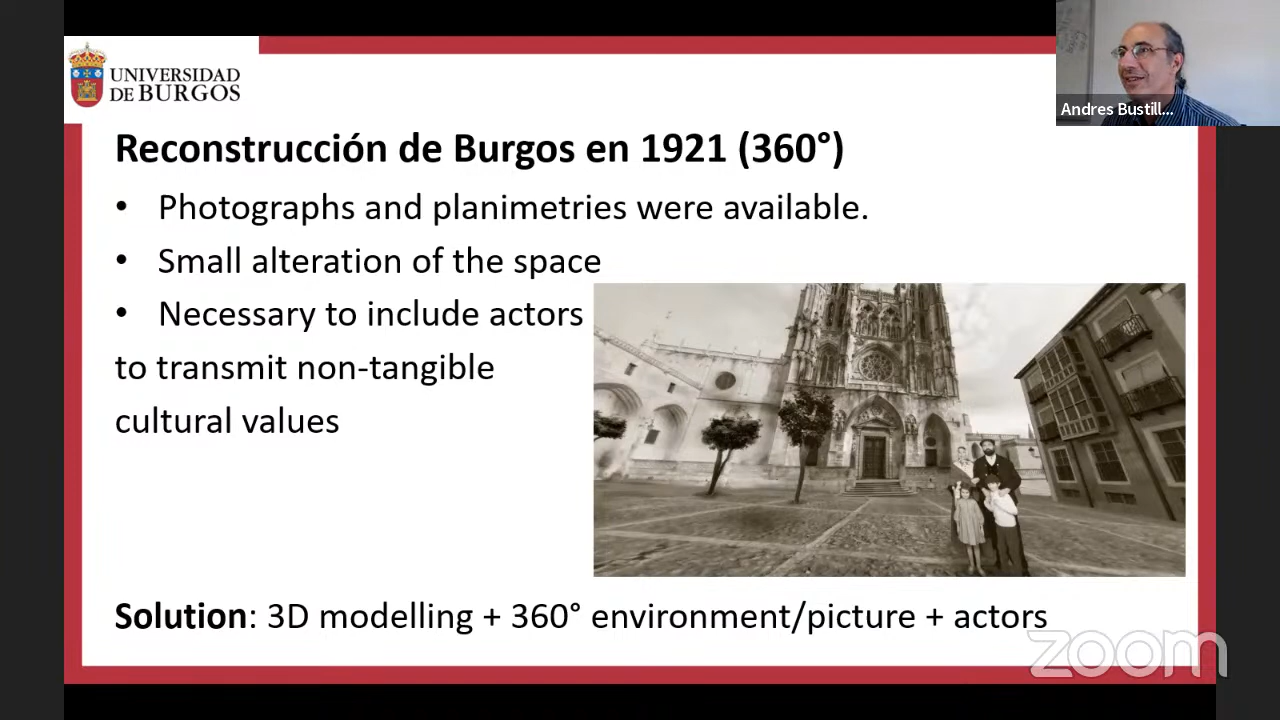 UNIVERSIDAD
DE BURGOS
Andres Bustill...
Reconstrucción de Burgos en 1921 (360°)
• Photographs and planimetries were available.
• Small alteration of the space
• Necessary to include actors
to transmit non-tangible
cultural values
Solution: 3D modelling + 360° environment/picture + actors
zoom